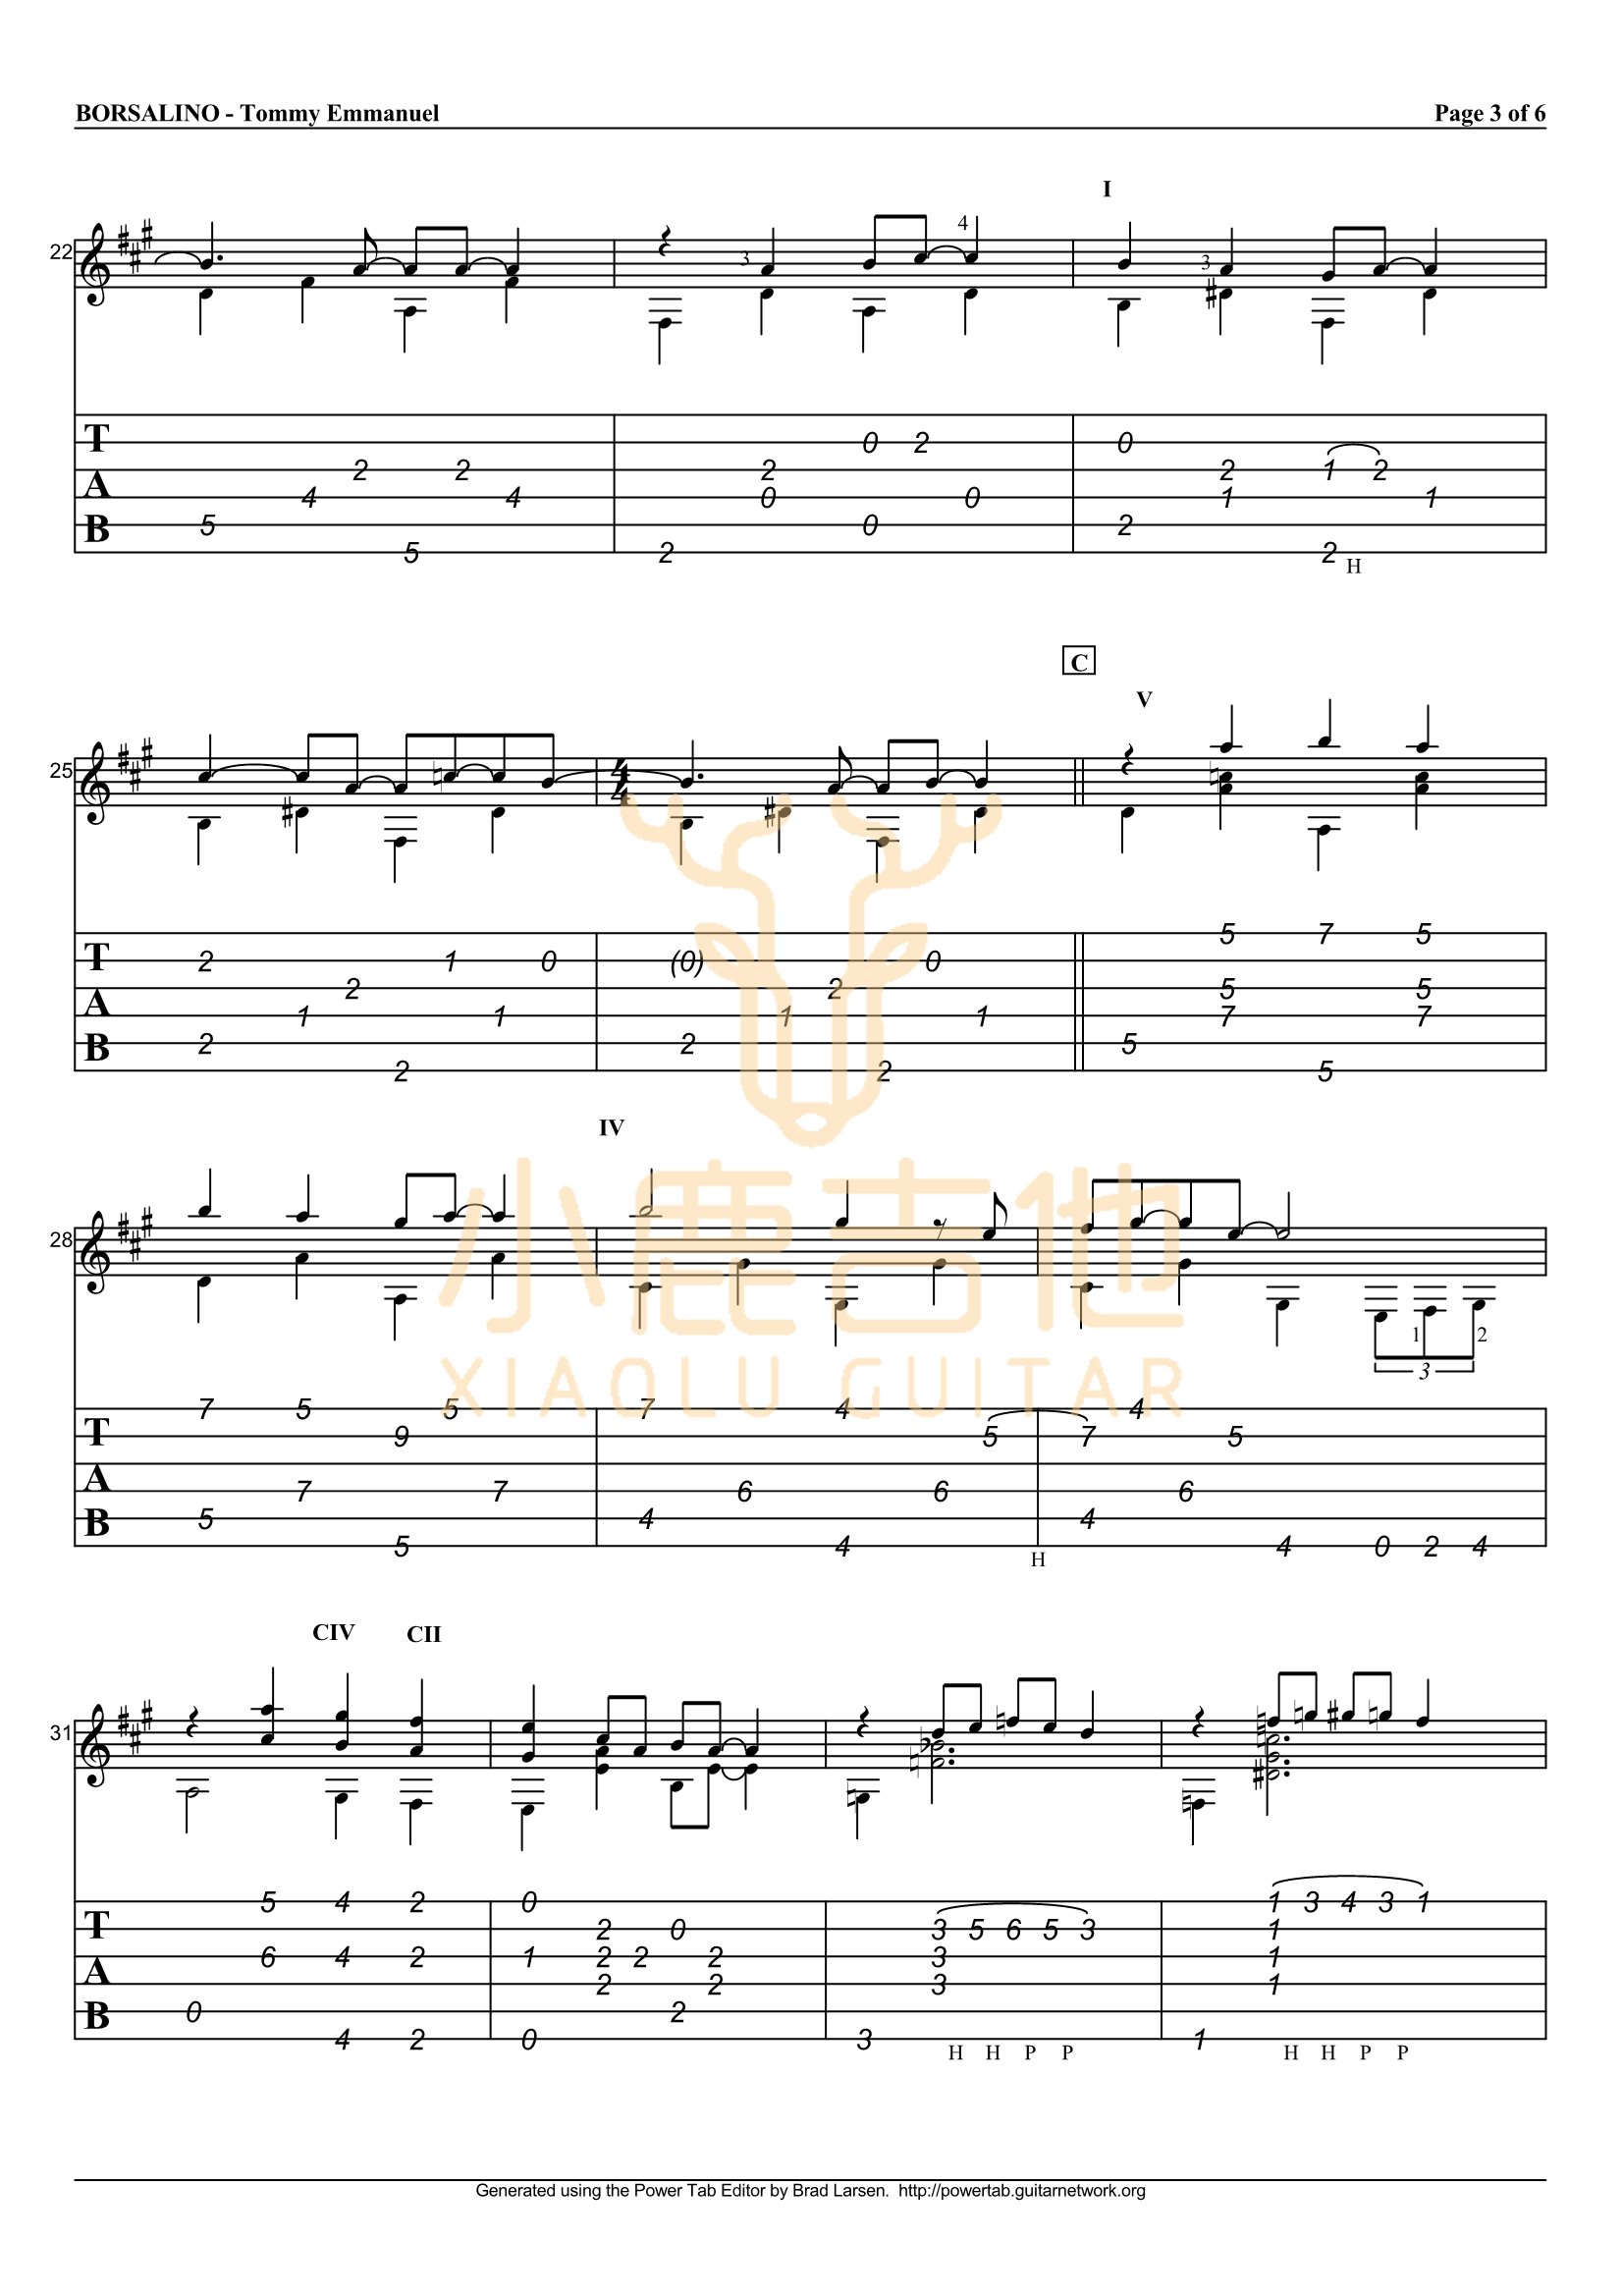 BORSALINO - Tommy Emmanuel Page 3 of 6
I
22 3 4 3
T 0 2 0
2 2 2 1 2
A 4 4 0 0 1 1
B 5 0 2
5 2 2
H
C
V
25 4
4
5 7 5
T 2 1 0 (0) 0
2 2 5 5
A 1 1 1 1 7 7
B 2 2 5
2 2 5
IV
28
1 2
3
7 5 5 7 4 4
T 9 5 7 5
A 7 7 6 6 6
B 5 4 4
5 4 4 0 2 4
H
小鹿吉他
XIAOLU GUITAR
CIV CII
31
5 4 2 0 1 3 4 3 1
T 2 0 3 5 6 5 3 1
6 4 2 1 2 2 2 3 1
A 2 2 3 1
B 0 2
4 2 0 3 1
H H P P H H P P
Generated using the Power Tab Editor by Brad Larsen. http://powertab.guitarnetwork.org